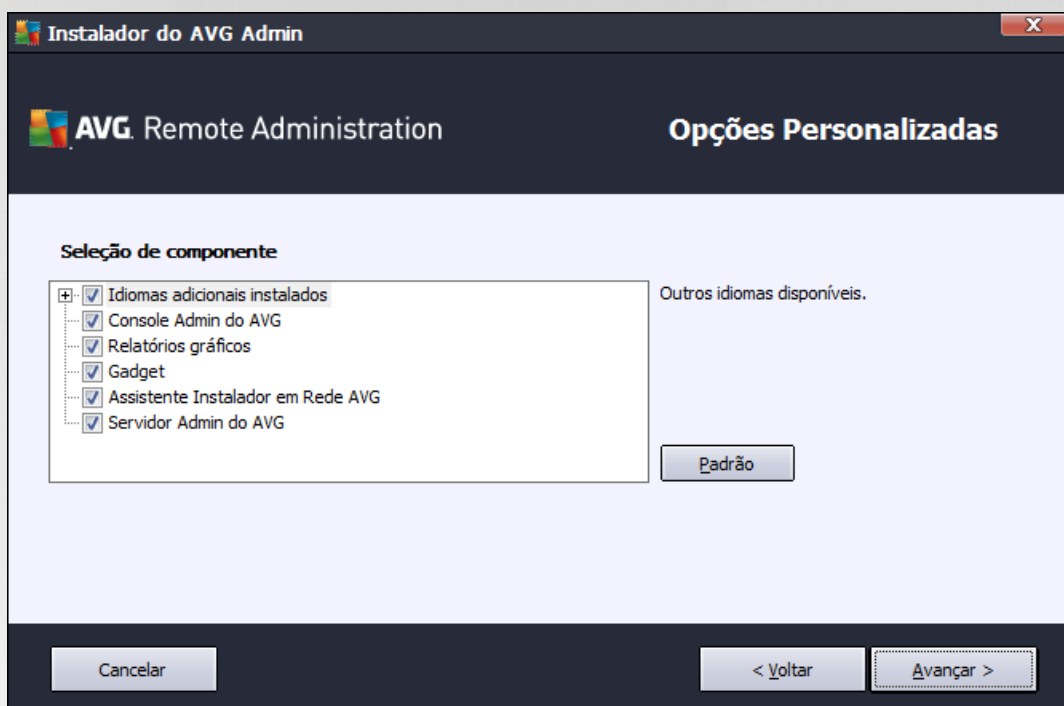 Instalador do AVG Admin
X
AVG. Remote Administration
Opções Personalizadas
Seleção de componente
Idiomas adicionais instalados
Outros idiomas disponíveis.
Console Admin do AVG
Relatórios gráficos
Gadget
Assistente Instalador em Rede AVG
Servidor Admin do AVG
Padrão
Cancelar
< Voltar
Avançar >